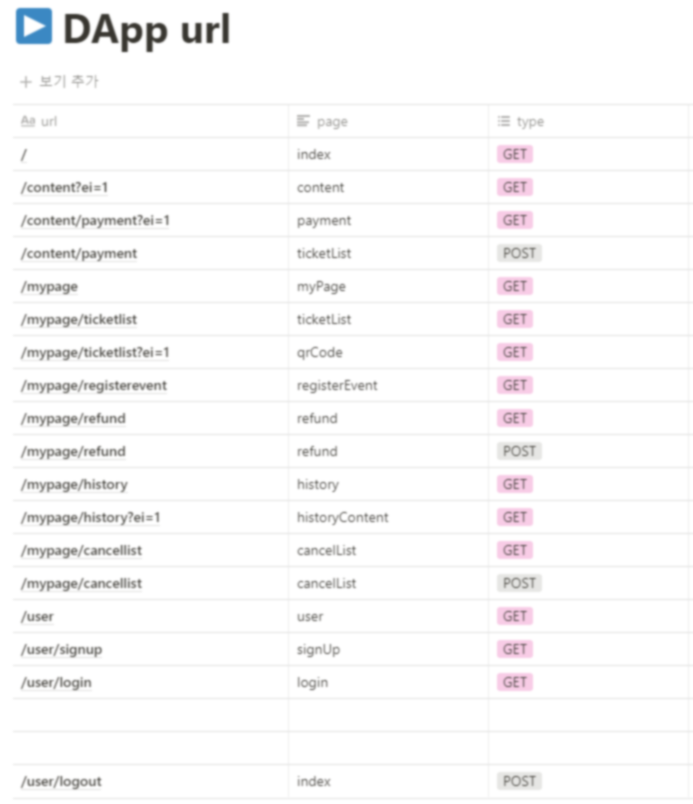 DApp url
+ 보기 추가
Aa url page type
/ index GET
/content?ei=1 content GET
/content/payment?ei=1 payment GET
/content/payment ticketList POST
/mypage myPage GET
/mypage/ticketlist ticketList GET
/mypage/ticketlist?ei=1 qrCode GET
/mypage/registerevent registerEvent GET
/mypage/refund refund GET
/mypage/refund refund POST
/mypage/history history GET
/mypage/history?ei=1 historyContent GET
/mypage/cancellist cancelList GET
/mypage/cancellist cancelList POST
/user user GET
/user/signup signUp GET
/user/login login GET
/user/logout index POST